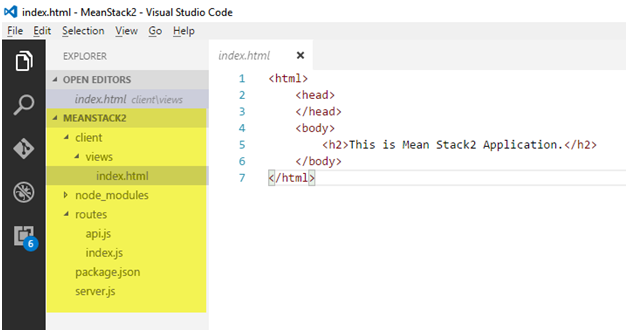 index.html - MeanStack2 - Visual Studio Code
File Edit Selection View Go Help
EXPLORER
OPEN EDITORS
index.html client\views
MEANSTACK2
client
views
index.html
node_modules
routes
api.js
index.js
package.json
server.js
6
index.html
1 <html>
2 <head>
3 </head>
4 <body>
5 <h2>This is Mean Stack2 Application.</h2>
6 </body>
7 </html>